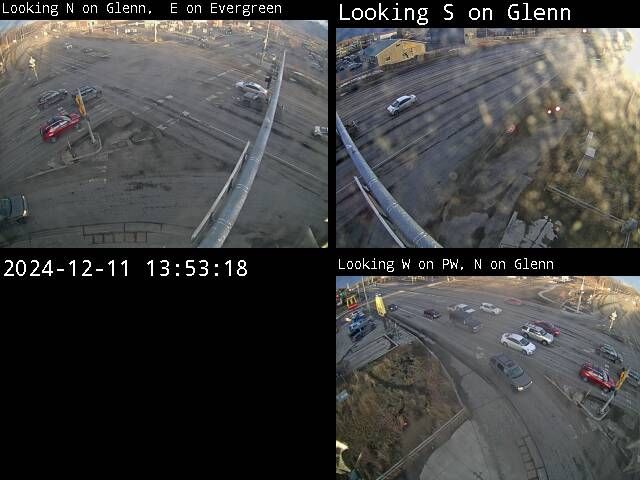 Looking N on Glenn,  E on Evergreen
Looking S on Glenn
2024-12-11 13:53:18
Looking W on PW, N on Glenn